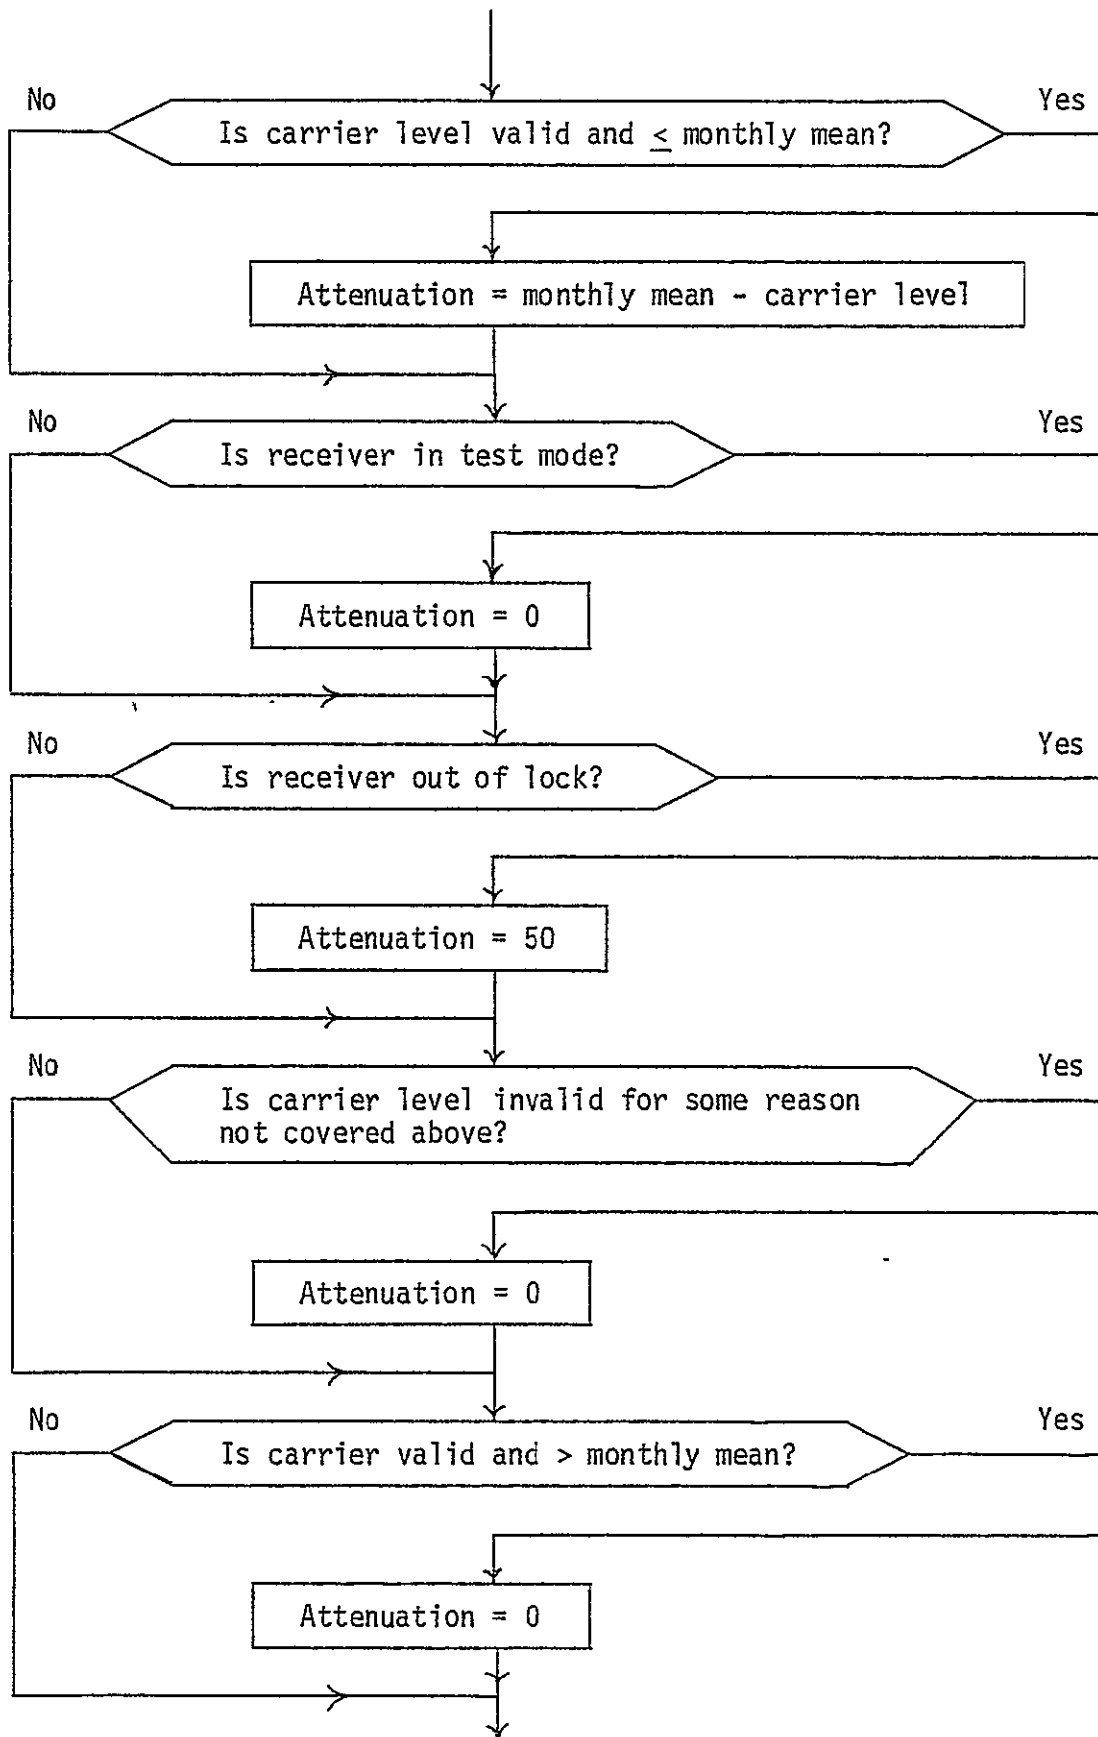 No
Yes
Is carrier level valid and ≤ monthly mean?
Attenuation = monthly mean - carrier level
No
Yes
Is receiver in test mode?
Attenuation = 0
No
Yes
Is receiver out of lock?
Attenuation = 50
No
Yes
Is carrier level invalid for some reason
not covered above?
Attenuation = 0
No
Yes
Is carrier valid and > monthly mean?
Attenuation = 0